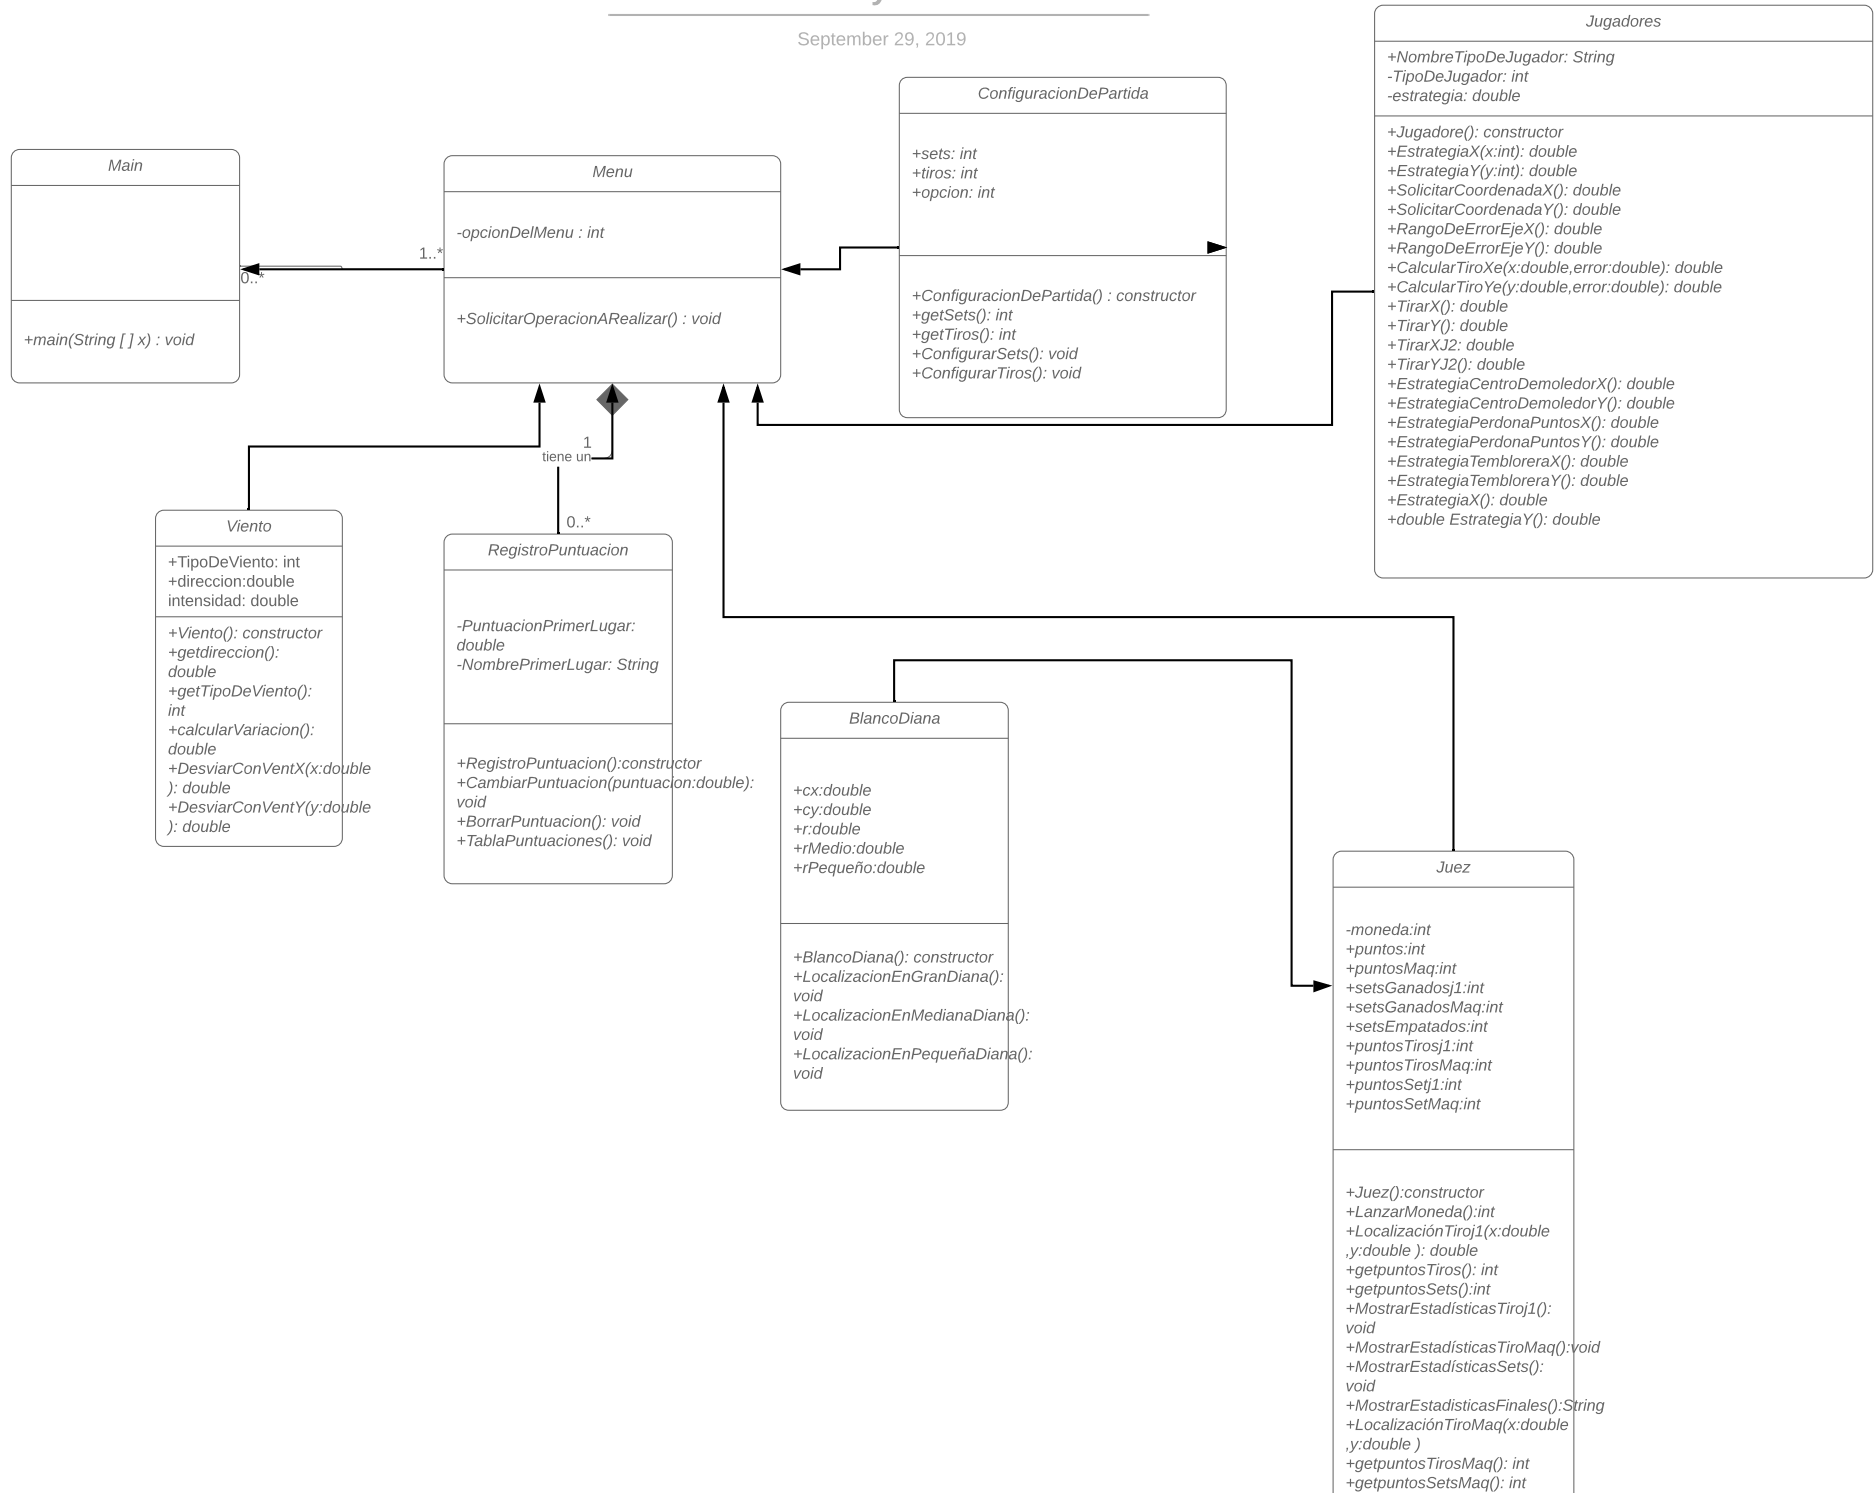 September 29, 2019
Jugadores
+NombreTipoDeJugador: String
-TipoDeJugador: int
-estrategia: double
+Jugadore(): constructor
+EstrategiaX(x:int): double
+EstrategiaY(y:int): double
+SolicitarCoordenadaX(): double
+SolicitarCoordenadaY(): double
+RangoDeErrorEjeX(): double
+RangoDeErrorEjeY(): double
+CalcularTiroXe(x:double,error:double): double
+CalcularTiroYe(y:double,error:double): double
+TirarX(): double
+TirarY(): double
+TirarXJ2: double
+TirarYJ2(): double
+EstrategiaCentroDemoledorX(): double
+EstrategiaCentroDemoledorY(): double
+EstrategiaPerdonaPuntosX(): double
+EstrategiaPerdonaPuntosY(): double
+EstrategiaTembloreraX(): double
+EstrategiaTembloreraY(): double
+EstrategiaX(): double
+double EstrategiaY(): double
ConfiguracionDePartida
+sets: int
+tiros: int
+opcion: int
+ConfiguracionDePartida() : constructor
+getSets(): int
+getTiros(): int
+ConfigurarSets(): void
+ConfigurarTiros(): void
Main
+main(String [ ] x) : void
0..*
1..*
Menu
-opcionDelMenu : int
+SolicitarOperacionARealizar() : void
1
tiene un
0..*
Viento
+TipoDeViento: int
+direccion:double
intensidad: double
+Viento(): constructor
+getdireccion():
double
+getTipoDeViento():
int
+calcularVariacion():
double
+DesviarConVentX(x:double
): double
+DesviarConVentY(y:double
): double
RegistroPuntuacion
-PuntuacionPrimerLugar:
double
-NombrePrimerLugar: String
+RegistroPuntuacion():constructor
+CambiarPuntuacion(puntuacion:double):
void
+BorrarPuntuacion(): void
+TablaPuntuaciones(): void
BlancoDiana
+cx:double
+cy:double
+r:double
+rMedio:double
+rPequeño:double
+BlancoDiana(): constructor
+LocalizacionEnGranDiana():
void
+LocalizacionEnMedianaDiana():
void
+LocalizacionEnPequeñaDiana():
void
Juez
-moneda:int
+puntos:int
+puntosMaq:int
+setsGanadosj1:int
+setsGanadosMaq:int
+setsEmpatados:int
+puntosTirosj1:int
+puntosTirosMaq:int
+puntosSetj1:int
+puntosSetMaq:int
+Juez():constructor
+LanzarMoneda():int
+LocalizaciónTiroj1(x:double
,y:double ): double
+getpuntosTiros(): int
+getpuntosSets():int
+MostrarEstadísticasTiroj1():
void
+MostrarEstadísticasTiroMaq():void
+MostrarEstadísticasSets():
void
+MostrarEstadisticasFinales():String
+LocalizaciónTiroMaq(x:double
,y:double )
+getpuntosTirosMaq(): int
+getpuntosSetsMaq(): int